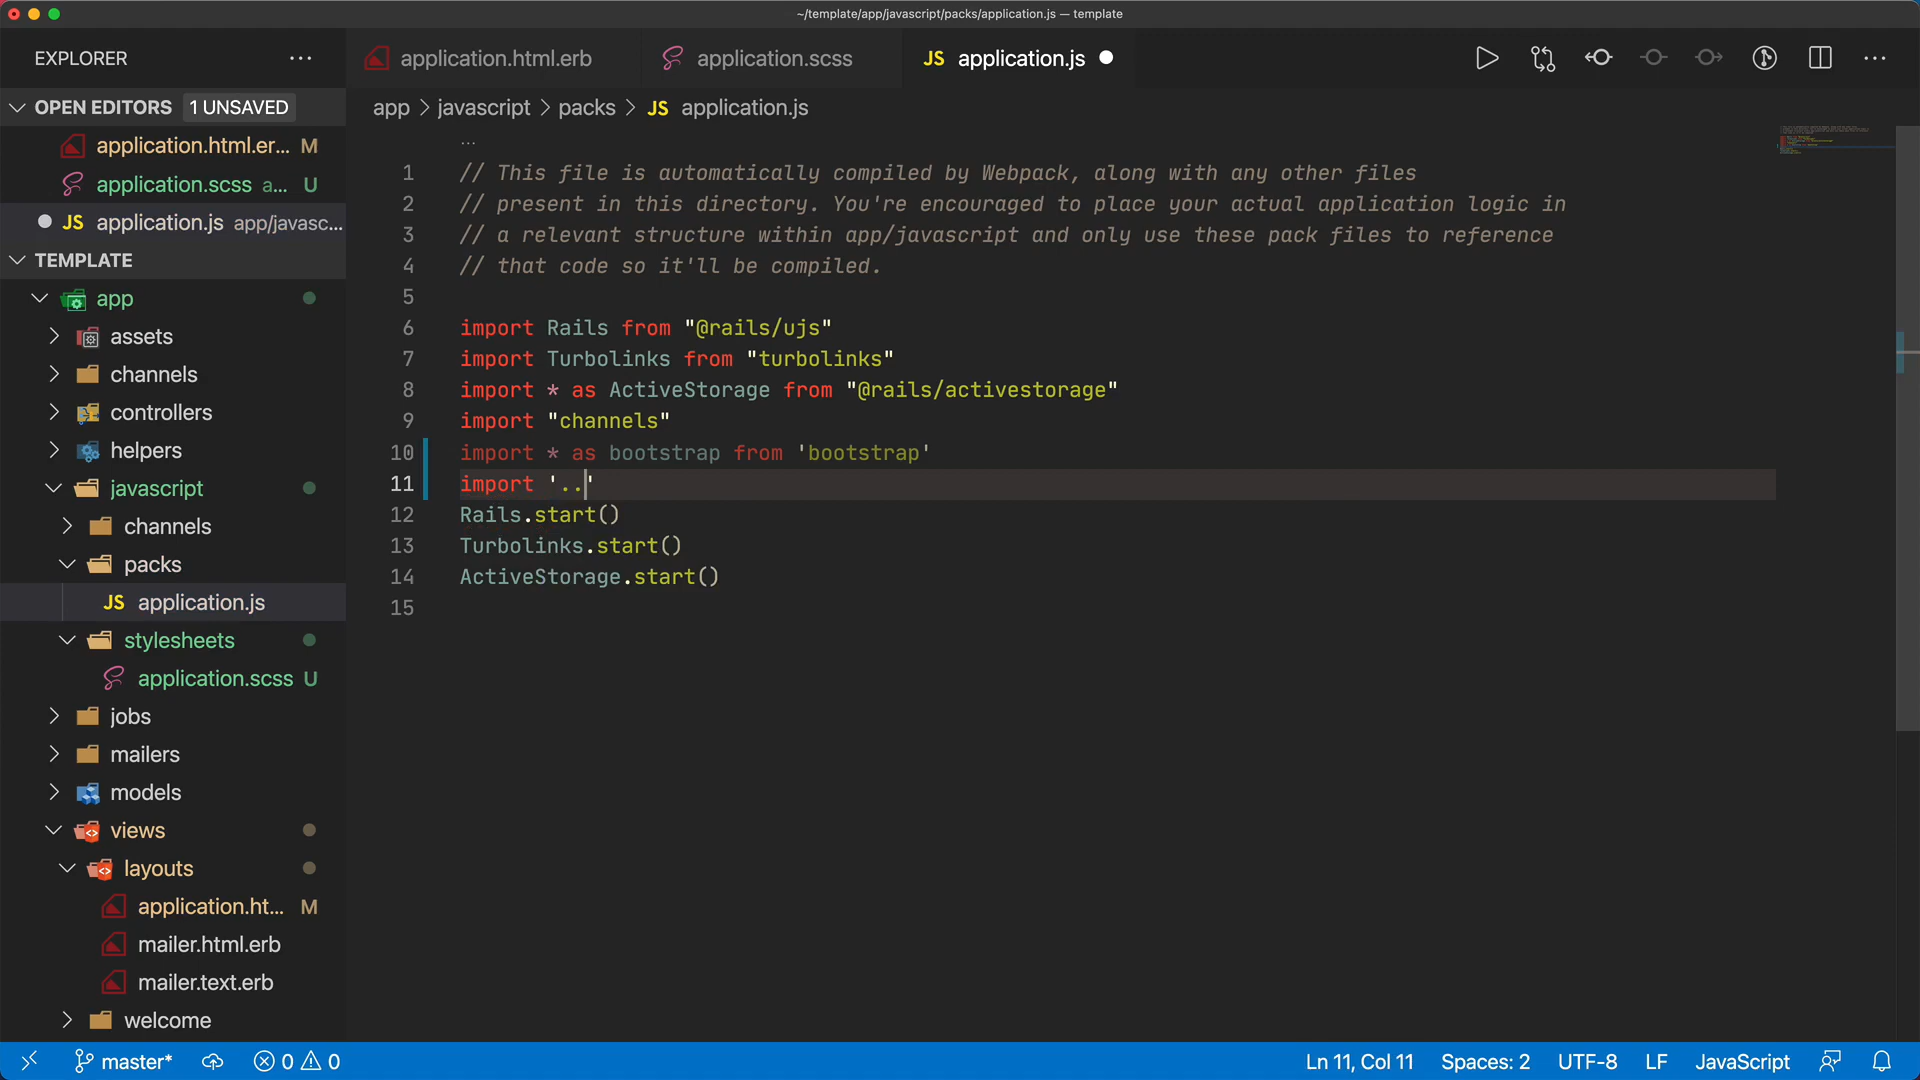 ~/template/app/javascript/packs/application.js — template
EXPLORER
application.html.erb
application.scss
JS application.js
OPEN EDITORS 1 UNSAVED
application.html.er... M
application.scss a... U
JS application.js app/javasc...
TEMPLATE
app
assets
channels
controllers
helpers
javascript
channels
packs
JS application.js
stylesheets
application.scss U
jobs
mailers
models
views
layouts
application.ht... M
mailer.html.erb
mailer.text.erb
welcome
app > javascript > packs > JS application.js
...
1 // This file is automatically compiled by Webpack, along with any other files
2 // present in this directory. You're encouraged to place your actual application logic in
3 // a relevant structure within app/javascript and only use these pack files to reference
4 // that code so it'll be compiled.
5
6 import Rails from "@rails/ujs"
7 import Turbolinks from "turbolinks"
8 import * as ActiveStorage from "@rails/activestorage"
9 import "channels"
10 import * as bootstrap from 'bootstrap'
11 import '..'
12 Rails.start()
13 Turbolinks.start()
14 ActiveStorage.start()
15
master* 0 0
Ln 11, Col 11 Spaces: 2 UTF-8 LF JavaScript